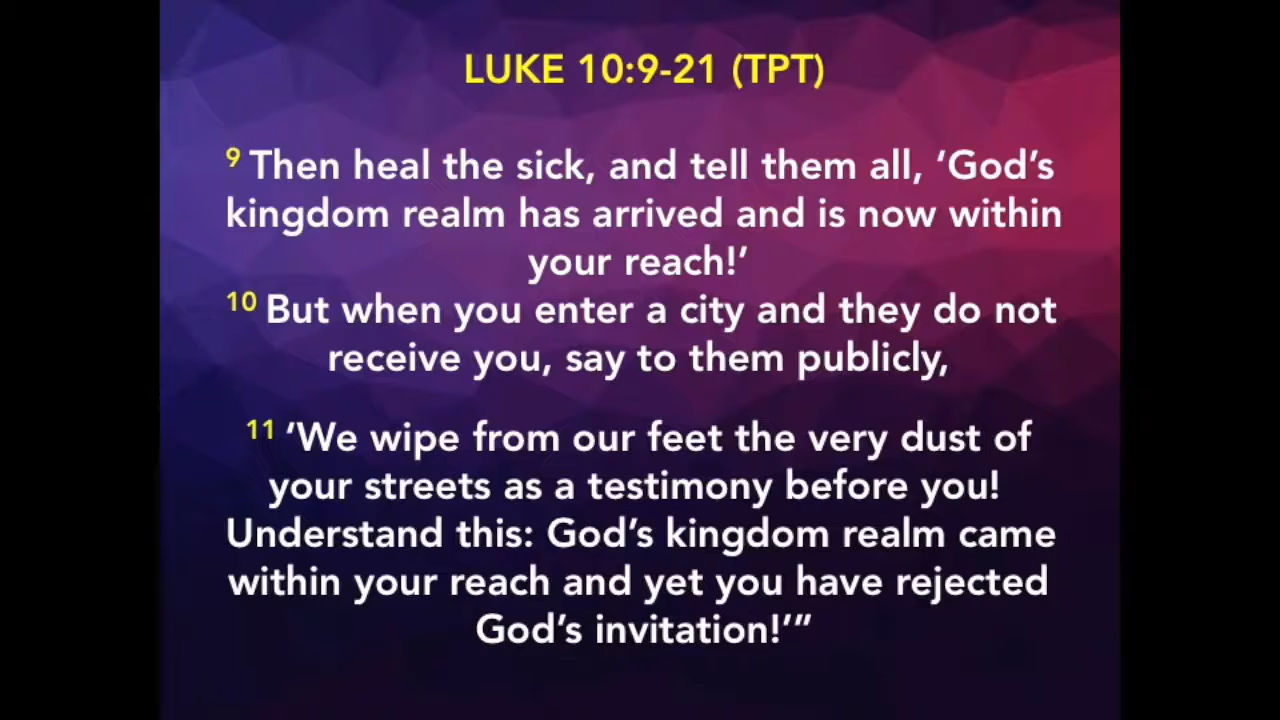 LUKE 10:9-21 (TPT)
9 Then heal the sick, and tell them all, ‘God’s
kingdom realm has arrived and is now within
your reach!’
10 But when you enter a city and they do not
receive you, say to them publicly,
11 ‘We wipe from our feet the very dust of
your streets as a testimony before you!
Understand this: God’s kingdom realm came
within your reach and yet you have rejected
God’s invitation!’”